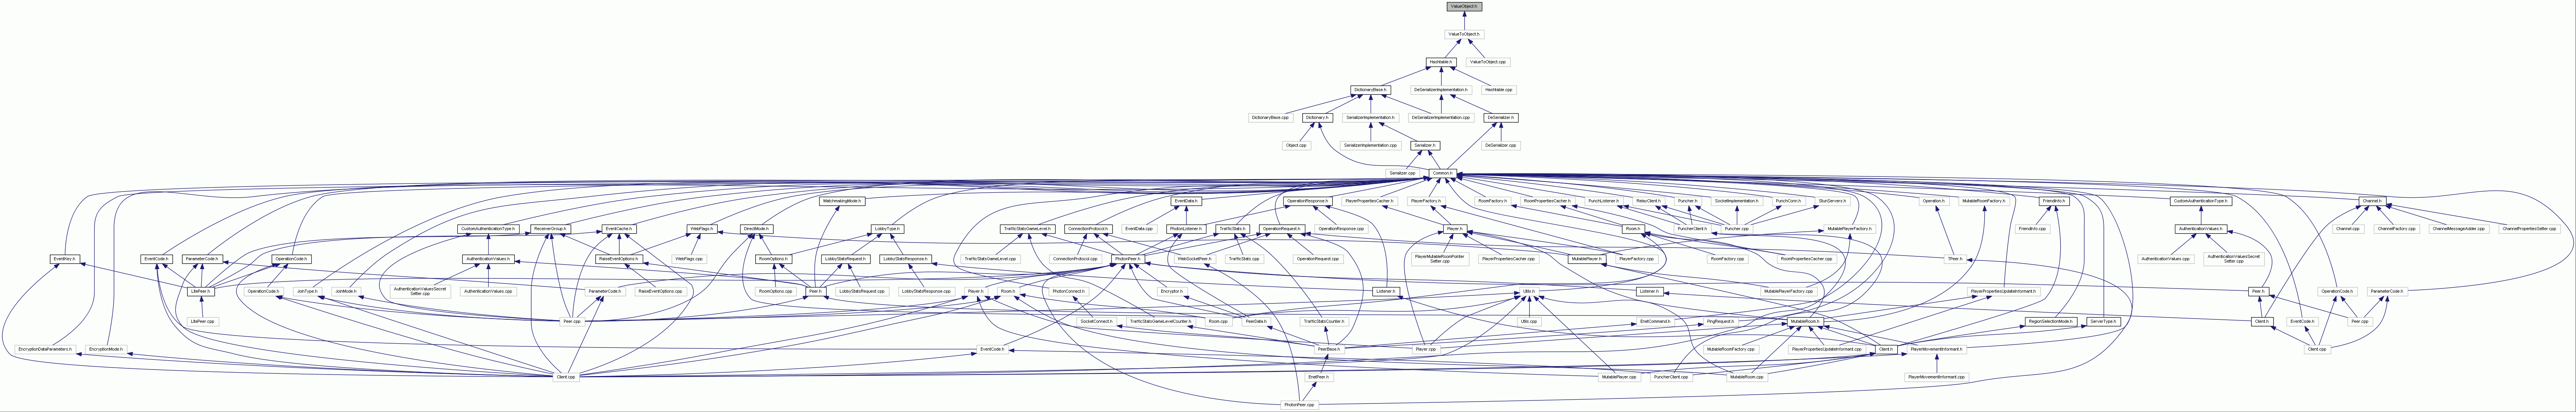 ValueObject.h
ValueToObject.h
Hashtable.h
ValueToObject.cpp
DictionaryBase.h
DeSerializerImplementation.h
Hashtable.cpp
DictionaryBase.cpp
Dictionary.h
SerializerImplementation.h
DeSerializerImplementation.cpp
DeSerializer.h
Object.cpp
SerializerImplementation.cpp
Serializer.h
DeSerializer.cpp
Serializer.cpp
Common.h
MatchmakingMode.h
EventData.h
OperationResponse.h
PlayerPropertiesCacher.h
PlayerFactory.h
RoomFactory.h
RoomPropertiesCacher.h
PunchListener.h
RelayClient.h
Puncher.h
SocketImplementation.h
PunchConn.h
StunServers.h
Operation.h
MutableRoomFactory.h
FriendInfo.h
CustomAuthenticationType.h
Channel.h
CustomAuthenticationType.h
ReceiverGroup.h
EventCache.h
WebFlags.h
DirectMode.h
LobbyType.h
TrafficStatsGameLevel.h
ConnectionProtocol.h
EventData.cpp
PhotonListener.h
TrafficStats.h
OperationRequest.h
OperationResponse.cpp
Player.h
Room.h
PuncherClient.h
Puncher.cpp
MutablePlayerFactory.h
FriendInfo.cpp
AuthenticationValues.h
Channel.cpp
ChannelFactory.cpp
ChannelMessageAdder.cpp
ChannelPropertiesSetter.cpp
EventKey.h
EventCode.h
ParameterCode.h
OperationCode.h
AuthenticationValues.h
RaiseEventOptions.h
WebFlags.cpp
RoomOptions.h
LobbyStatsRequest.h
LobbyStatsResponse.h
TrafficStatsGameLevel.cpp
ConnectionProtocol.cpp
PhotonPeer.h
WebSocketPeer.h
TrafficStats.cpp
OperationRequest.cpp
PlayerMutableRoomPointer
Setter.cpp
PlayerPropertiesCacher.cpp
MutablePlayer.h
PlayerFactory.cpp
RoomFactory.cpp
RoomPropertiesCacher.cpp
TPeer.h
AuthenticationValues.cpp
AuthenticationValuesSecret
Setter.cpp
LitePeer.h
OperationCode.h
JoinType.h
JoinMode.h
AuthenticationValuesSecret
Setter.cpp
AuthenticationValues.cpp
ParameterCode.h
RaiseEventOptions.cpp
RoomOptions.cpp
Peer.h
LobbyStatsRequest.cpp
LobbyStatsResponse.cpp
Player.h
Room.h
PhotonConnect.h
Encryptor.h
Listener.h
Utils.h
Listener.h
MutablePlayerFactory.cpp
PlayerPropertiesUpdateInformant.h
Peer.h
OperationCode.h
ParameterCode.h
LitePeer.cpp
Peer.cpp
SocketConnect.h
TrafficStatsGameLevelCounter.h
Room.cpp
PeerData.h
TrafficStatsCounter.h
Utils.cpp
EnetCommand.h
PingRequest.h
MutableRoom.h
RegionSelectionMode.h
ServerType.h
Client.h
EventCode.h
Peer.cpp
EncryptionDataParameters.h
EncryptionMode.h
EventCode.h
PeerBase.h
Player.cpp
MutableRoomFactory.cpp
PlayerPropertiesUpdateInformant.cpp
Client.h
PlayerMovementInformant.h
Client.cpp
Client.cpp
EnetPeer.h
MutablePlayer.cpp
PuncherClient.cpp
MutableRoom.cpp
PlayerMovementInformant.cpp
PhotonPeer.cpp